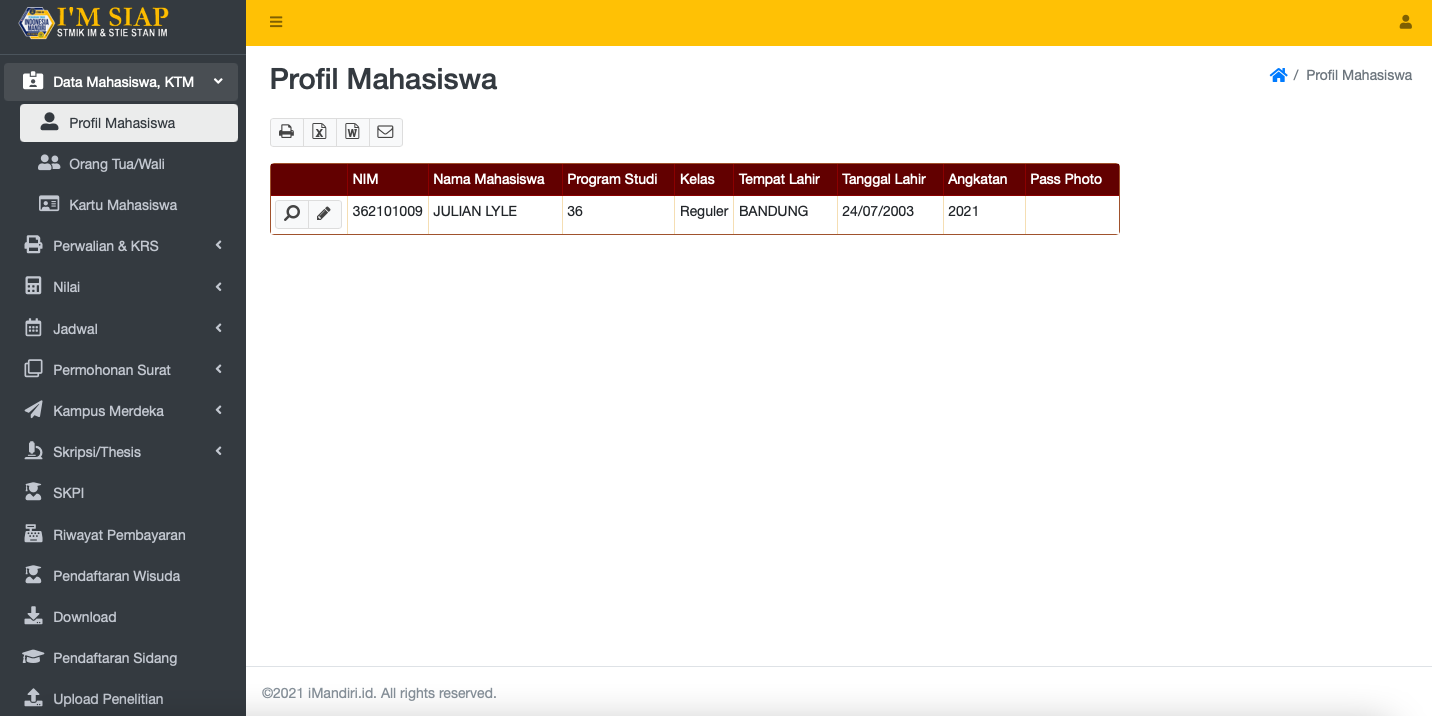 I'M SIAP
STMIK IM & STIE STAN IM
Data Mahasiswa, KTM
Profil Mahasiswa
Orang Tua/Wali
Kartu Mahasiswa
Perwalian & KRS
Nilai
Jadwal
Permohonan Surat
Kampus Merdeka
Skripsi/Thesis
SKPI
Riwayat Pembayaran
Pendaftaran Wisuda
Download
Pendaftaran Sidang
Upload Penelitian
Profil Mahasiswa
/ Profil Mahasiswa
NIM Nama Mahasiswa Program Studi Kelas Tempat Lahir Tanggal Lahir Angkatan Pass Photo
362101009 JULIAN LYLE 36 Reguler BANDUNG 24/07/2003 2021
©2021 iMandiri.id. All rights reserved.